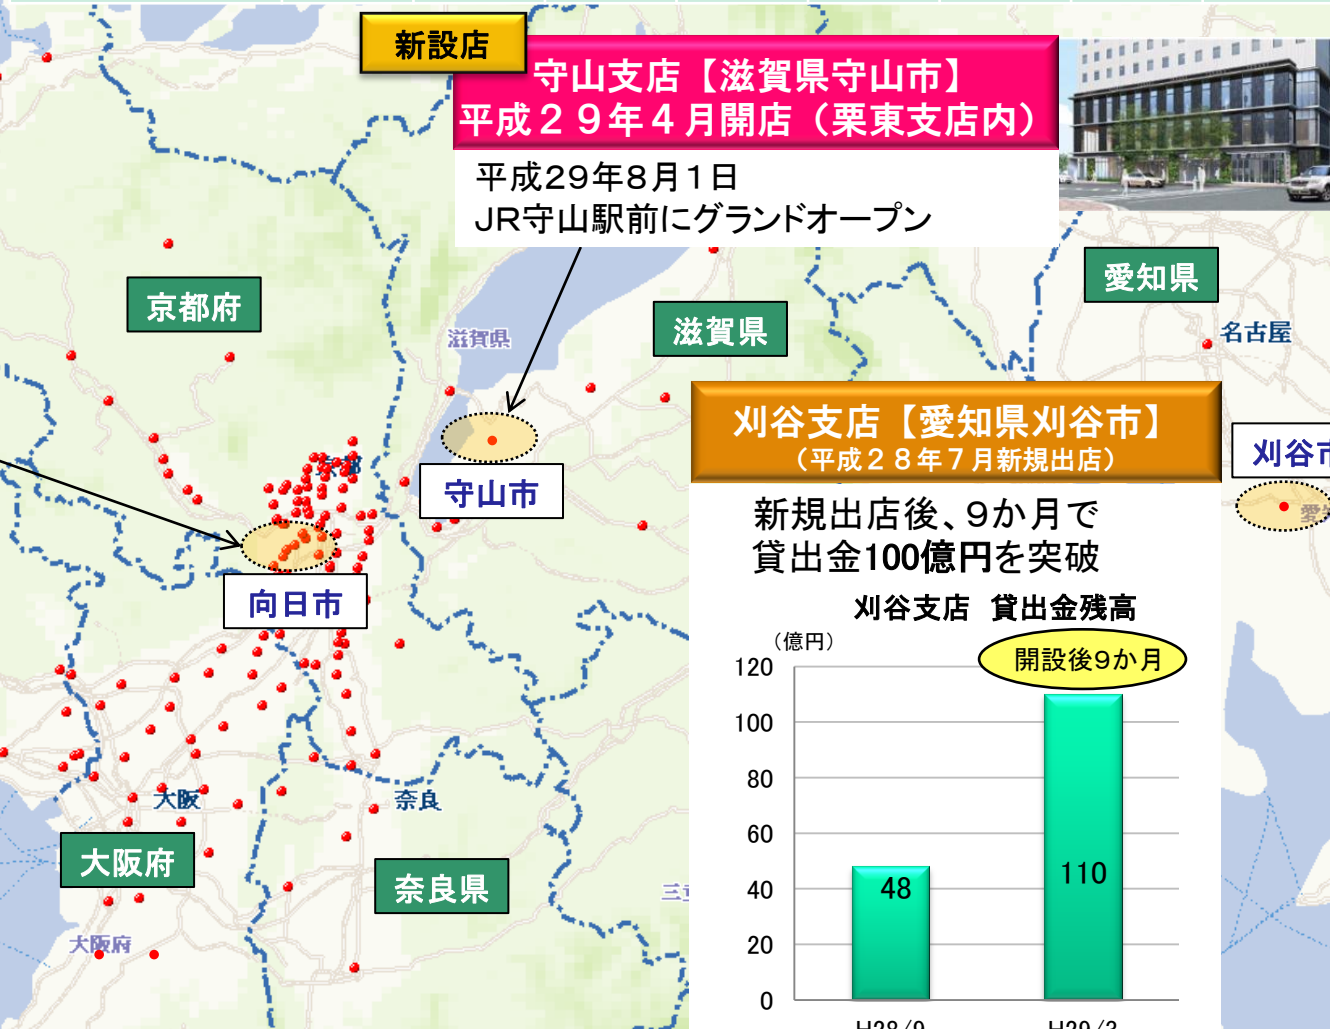 新設店
守山支店【滋賀県守山市】
平成２９年４月開店（栗東支店内）
平成29年8月1日
JR守山駅前にグランドオープン
京都府
滋賀県
滋賀県
愛知県
名古屋
刈谷支店【愛知県刈谷市】
（平成２８年７月新規出店）
刈谷市
京都
守山市
向日市
新規出店後、9か月で
貸出金100億円を突破
刈谷支店 貸出金残高
（億円）
開設後9か月
120
100
80
60
40
20
0
48
110
H28/9
H29/3
大阪
奈良
大阪府
奈良県
大阪府